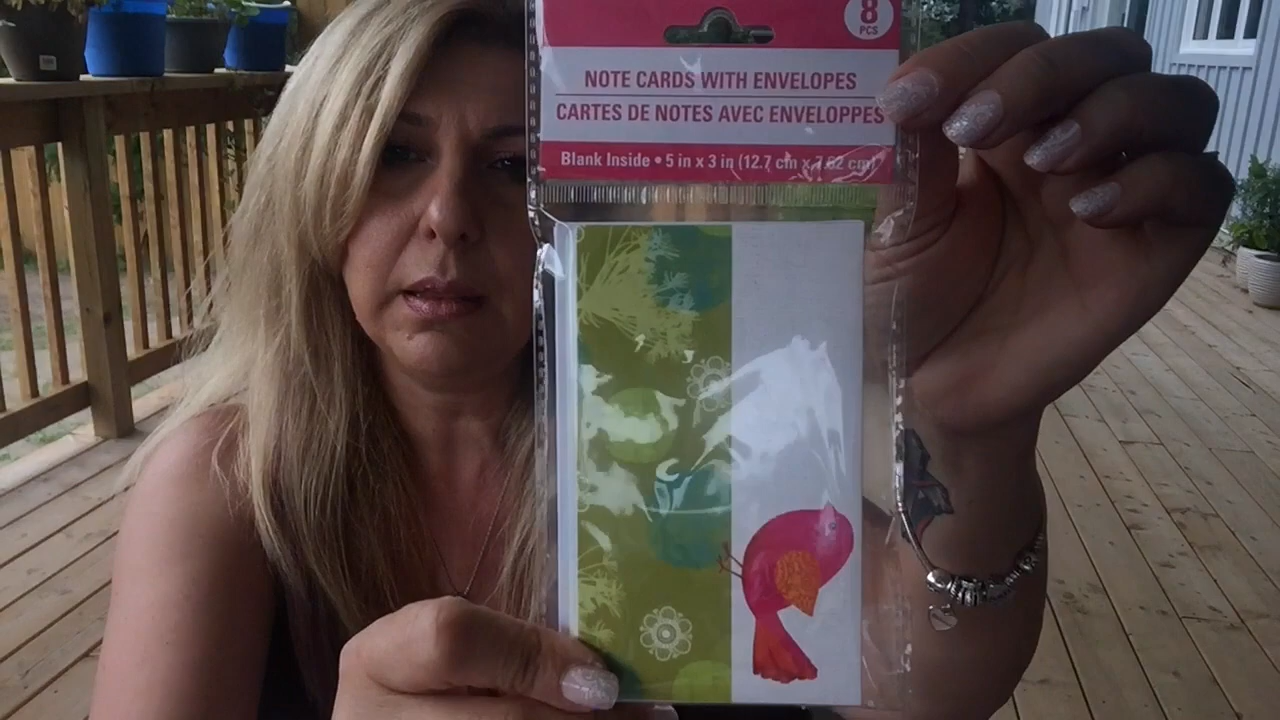 8
PCS
NOTE CARDS WITH ENVELOPES
CARTES DE NOTES AVEC ENVELOPPES
Blank Inside • 5 in x 3 in (12.7 cm x 7.62 cm)